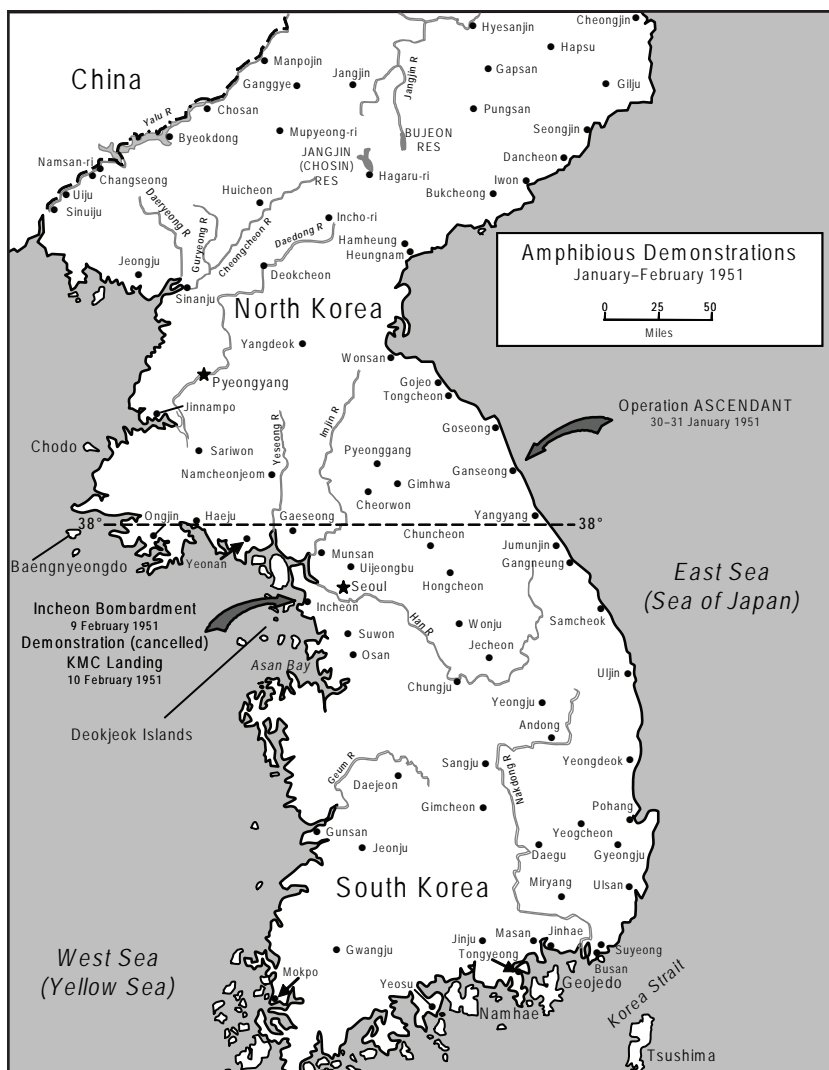 Cheongjin
Hyesanjin
Hapsu
China
Manpojin
Gapsan
Ganggye
Jangjin
Jangjin R
Gilju
Chosan
Pungsan
Yalu R
Byeokdong
Mupyeong-ri
BUJEON
RES
Seongjin
JANGJIN
(CHOSIN)
RES
Dancheon
Namsan-ri
Changseong
Hagaru-ri
Iwon
Uiju
Huicheon
Bukcheong
Sinuiju
Daeryeong R
Guryeong R
Cheongcheon R
Incho-ri
Daedong R
Hamheung
Heungnam
Amphibious Demonstrations
January–February 1951
0 25 50
Miles
Jeongju
Deokcheon
Sinanju
North Korea
Yangdeok
Wonsan
Pyeongyang
Gojeo
Tongcheon
Jinnampo
Imjin R
Yeseong R
Operation ASCENDANT
30–31 January 1951
Goseong
Chodo
Sariwon
Pyeonggang
Namcheonjeom
Gimhwa
Ganseong
Cheorwon
Ongjin
Haeju
Gaeseong
Yangyang
38°
38°
Baengnyeongdo
Yeonan
Munsan
Chuncheon
Jumunjin
Uijeongbu
Gangneung
Hongcheon
Seoul
East Sea
(Sea of Japan)
Incheon Bombardment
9 February 1951
Demonstration (cancelled)
KMC Landing
10 February 1951
Incheon
Samcheok
Han R
Wonju
Suwon
Osan
Jecheon
Asan Bay
Uljin
Chungju
Yeongju
Deokjeok Islands
Andong
Geum R
Sangju
Nakdong R
Yeongdeok
Daejeon
Gimcheon
Pohang
Gunsan
Yeogcheon
Jeonju
Daegu
Gyeongju
South Korea
Miryang
Ulsan
West Sea
(Yellow Sea)
Gwangju
Jinju
Masan
Jinhae
Suyeong
Tongyeong
Busan
Mokpo
Yeosu
Geojedo
Namhae
Korea Strait
Tsushima